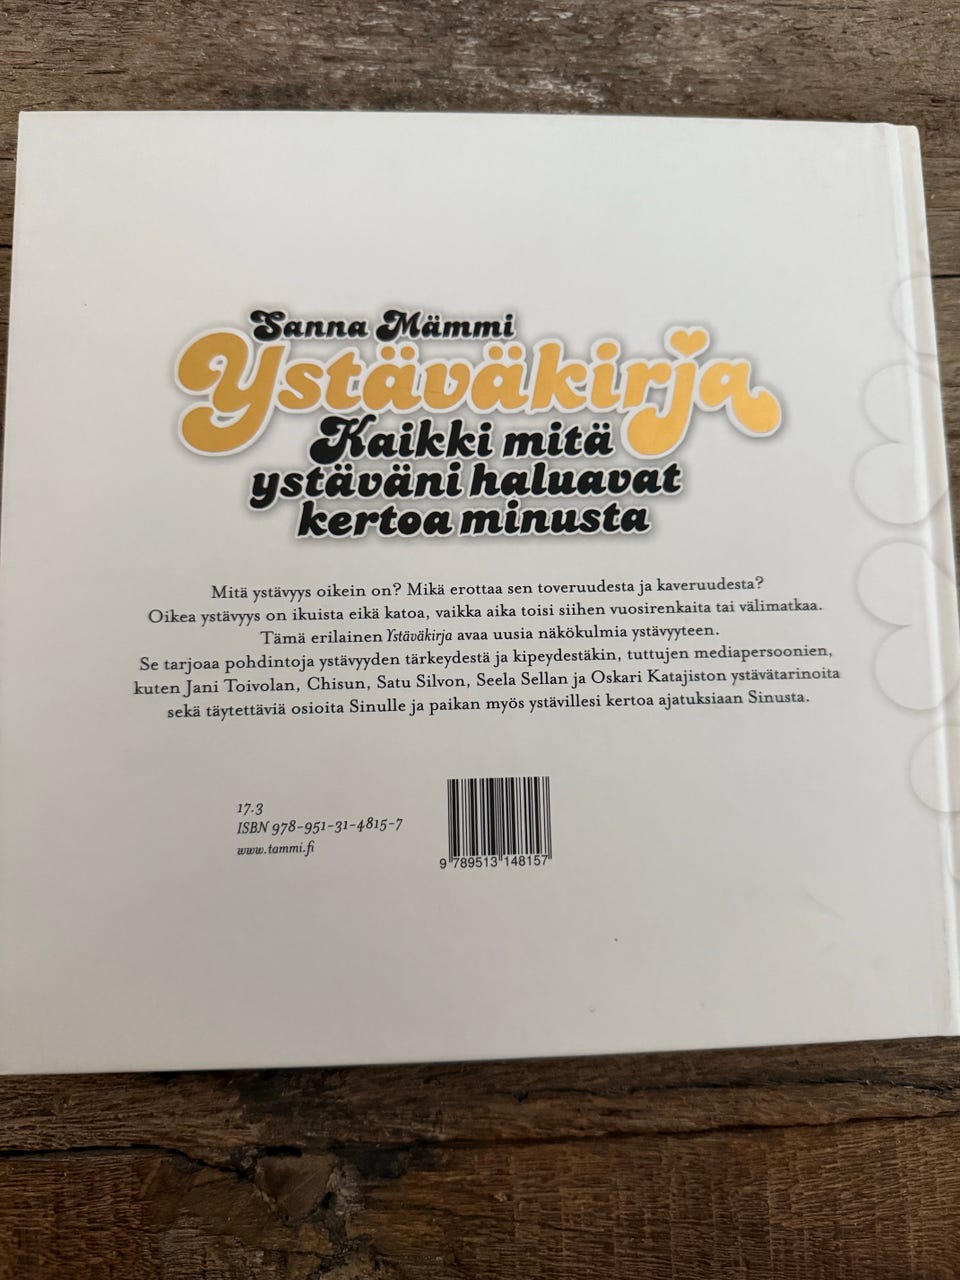 Sanna Mämmi
Ystäväkirja
Kaikki mitä
ystäväni haluavat
kertoa minusta
Mitä ystävyys oikein on? Mikä erottaa sen toveruudesta ja kaveruudesta?
Oikea ystävyys on ikuista eikä katoa, vaikka aika toisi siihen vuosirenkaita tai välimatkaa.
Tämä erilainen Ystäväkirja avaa uusia näkökulmia ystävyyteen.
Se tarjoaa pohdintoja ystävyyden tärkeydestä ja kipeydestäkin, tuttujen mediapersoonien,
kuten Jani Toivolan, Chisun, Satu Silvon, Seela Sellan ja Oskari Katajiston ystävätarinoita
sekä täytettäviä osioita Sinulle ja paikan myös ystävillesi kertoa ajatuksiaan Sinusta.
17.3
ISBN 978-951-31-4815-7
www.tammi.fi
9 789513 148157